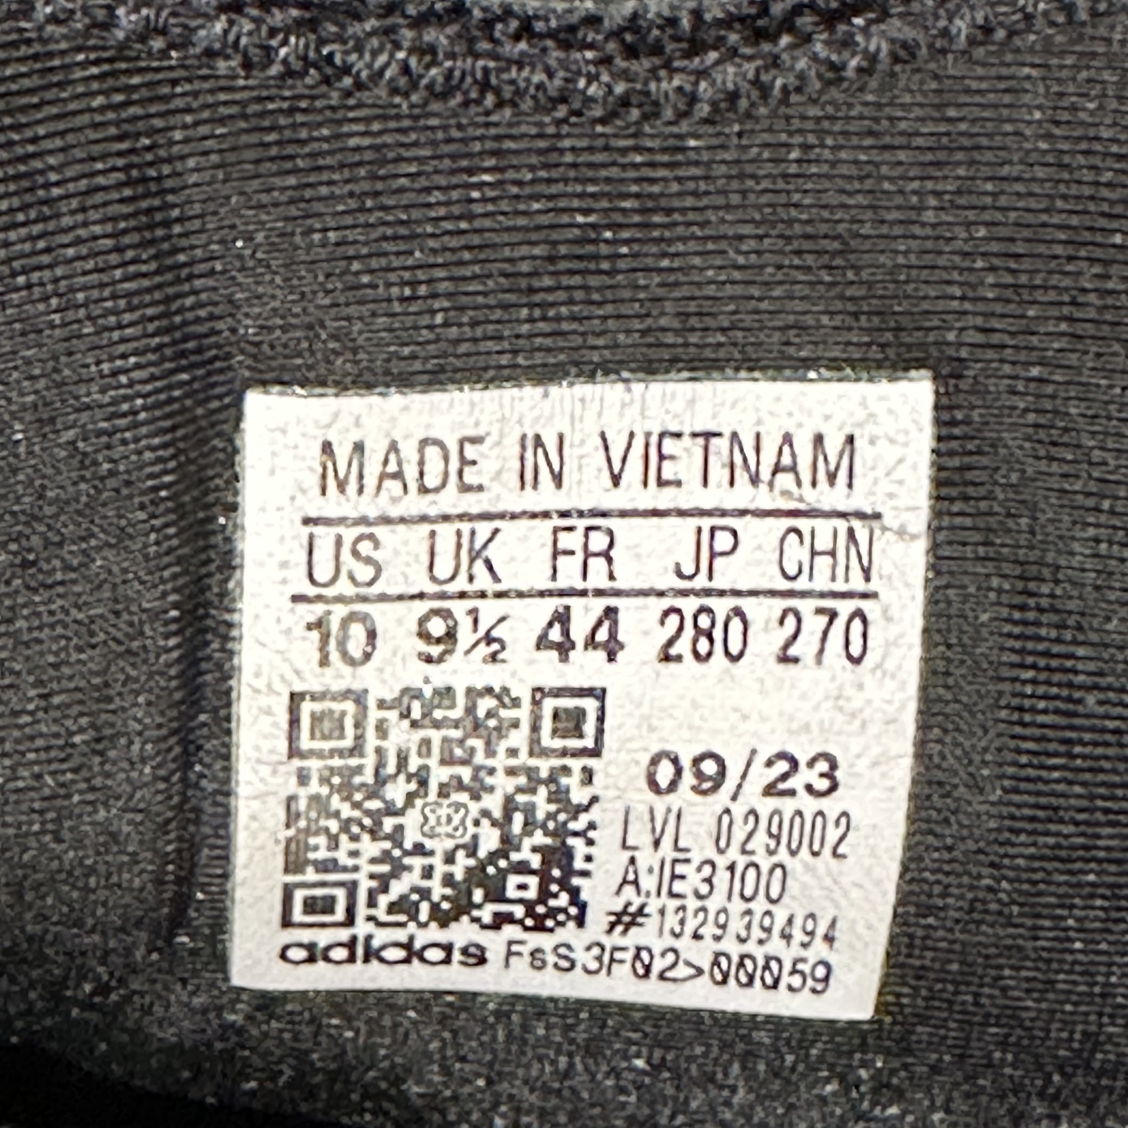 MADE IN VIETNAM
US UK FR JP CHN
10 9½ 44 280 270
09/23
LVL 029002
A:IE3100
#132939494
adidas FsS3F02>00059